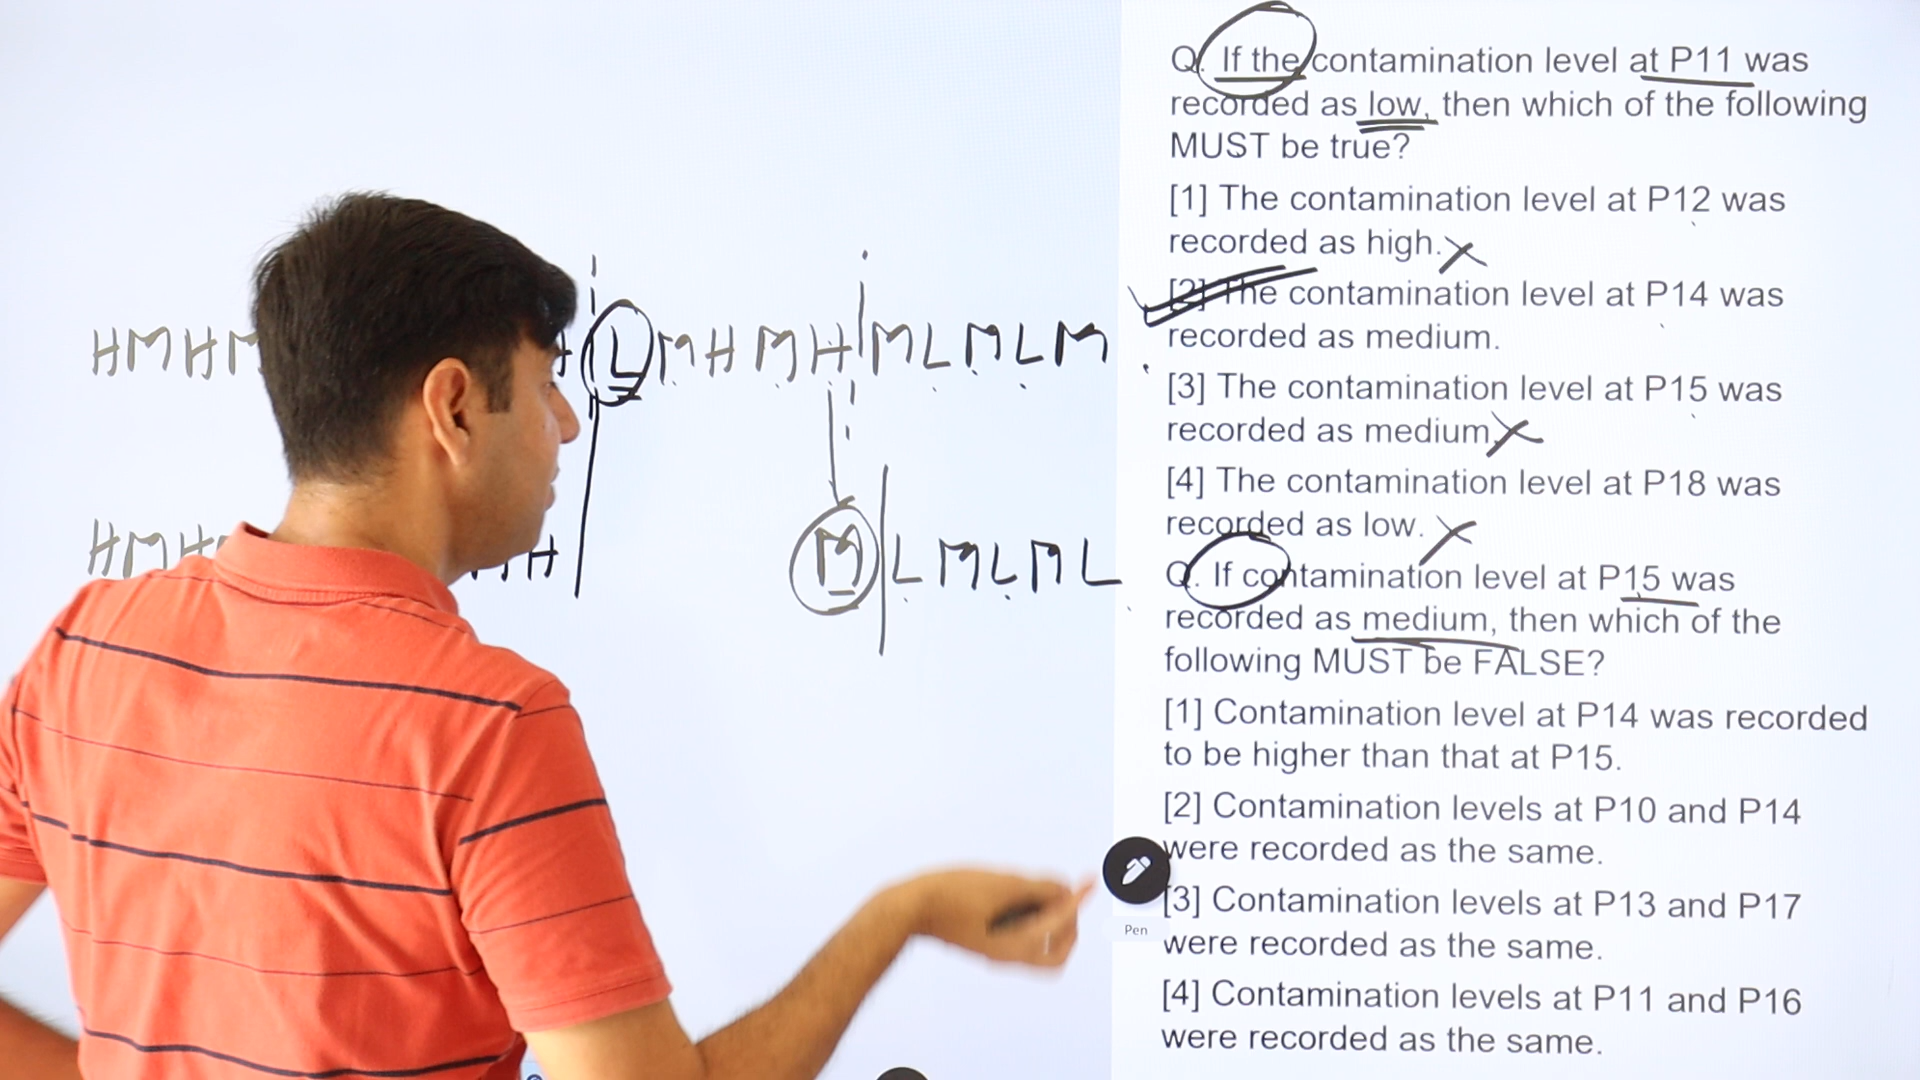 HMHM H L M H M H M L M L M
HMH M H M L M L M L
Q. If the contamination level at P11 was
recorded as low, then which of the following
MUST be true?
[1] The contamination level at P12 was
recorded as high.
[2] The contamination level at P14 was
recorded as medium.
[3] The contamination level at P15 was
recorded as medium.
[4] The contamination level at P18 was
recorded as low.
Q. If contamination level at P15 was
recorded as medium, then which of the
following MUST be FALSE?
[1] Contamination level at P14 was recorded
to be higher than that at P15.
[2] Contamination levels at P10 and P14
were recorded as the same.
[3] Contamination levels at P13 and P17
were recorded as the same.
[4] Contamination levels at P11 and P16
were recorded as the same.
Pen